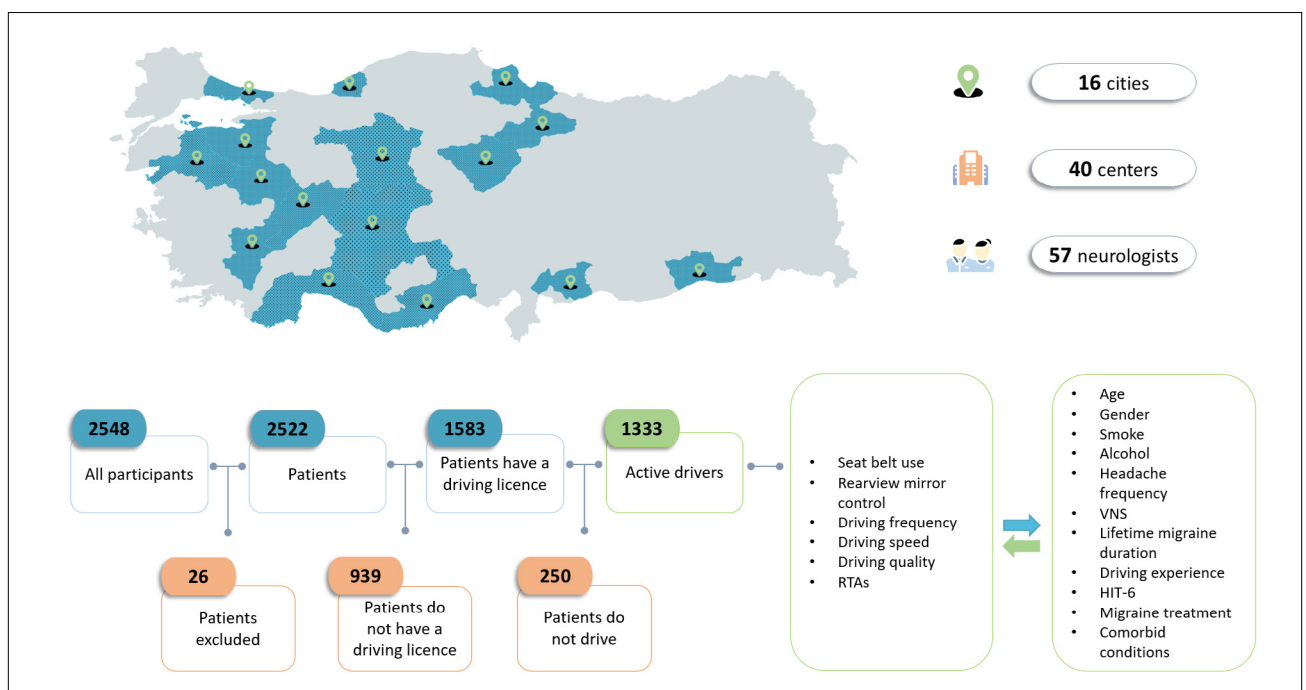 16 cities
40 centers
57 neurologists
2548
All participants
2522
Patients
1583
Patients have a
driving licence
1333
Active drivers
26
Patients
excluded
939
Patients do
not have a
driving licence
250
Patients do
not drive
• Seat belt use
• Rearview mirror
control
• Driving frequency
• Driving speed
• Driving quality
• RTAs
• Age
• Gender
• Smoke
• Alcohol
• Headache
frequency
• VNS
• Lifetime migraine
duration
• Driving experience
• HIT-6
• Migraine treatment
• Comorbid
conditions